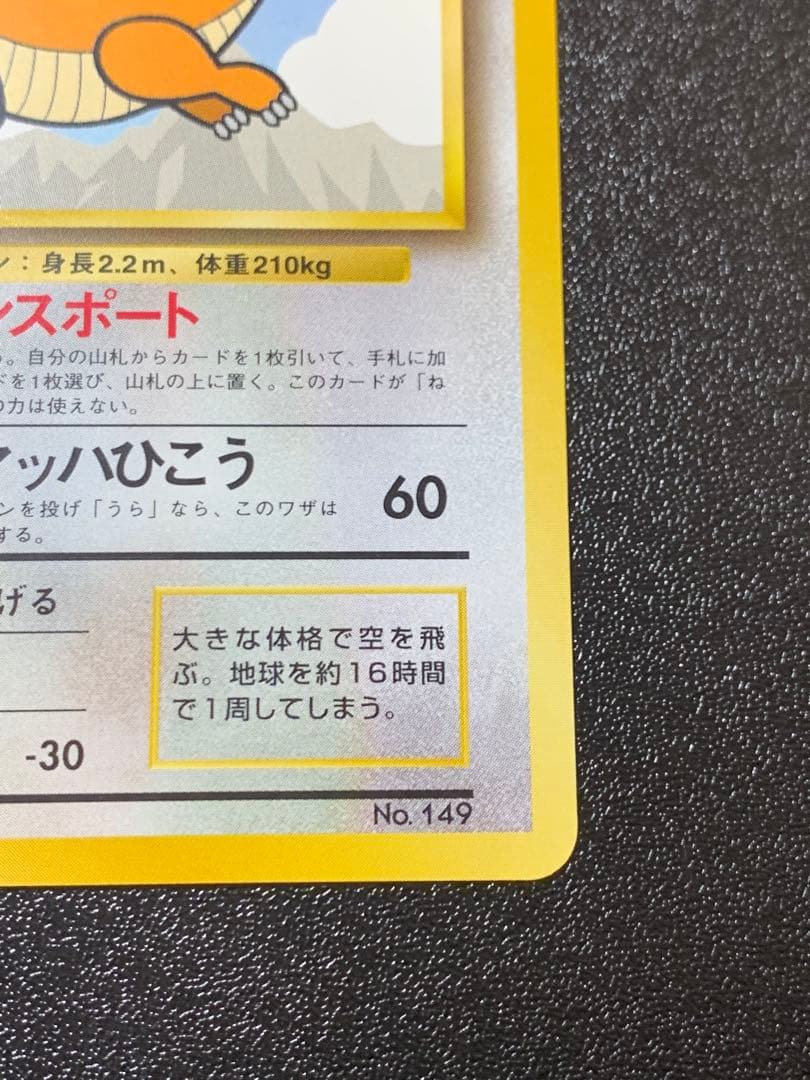 ン：身長2.2m、体重210kg
ンスポート
る。自分の山札からカードを1枚引いて、手札に加
ドを1枚選び、山札の上に置く。このカードが「ね
の力は使えない。
マッハひこう
60
ンを投げ「うら」なら、このワザは
する。
げる
大きな体格で空を飛
ぶ。地球を約16時間
で1周してしまう。
-30
No. 149